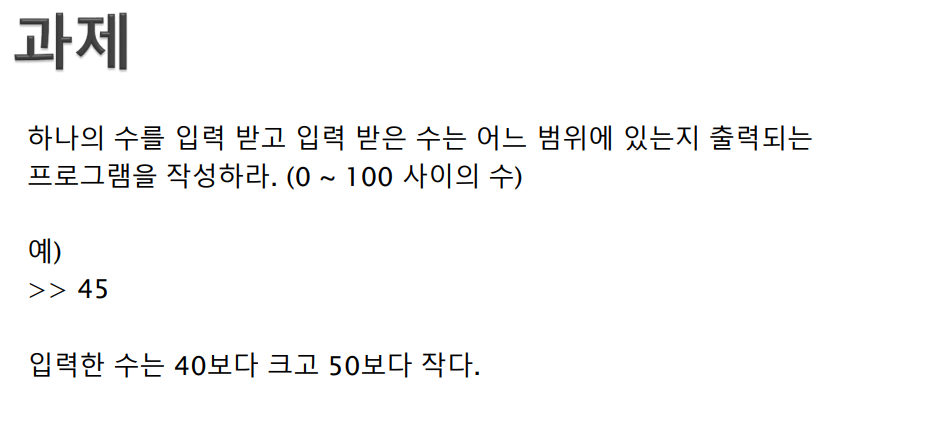 과제
하나의 수를 입력 받고 입력 받은 수는 어느 범위에 있는지 출력되는
프로그램을 작성하라. (0 ~ 100 사이의 수)
예)
>> 45
입력한 수는 40보다 크고 50보다 작다.